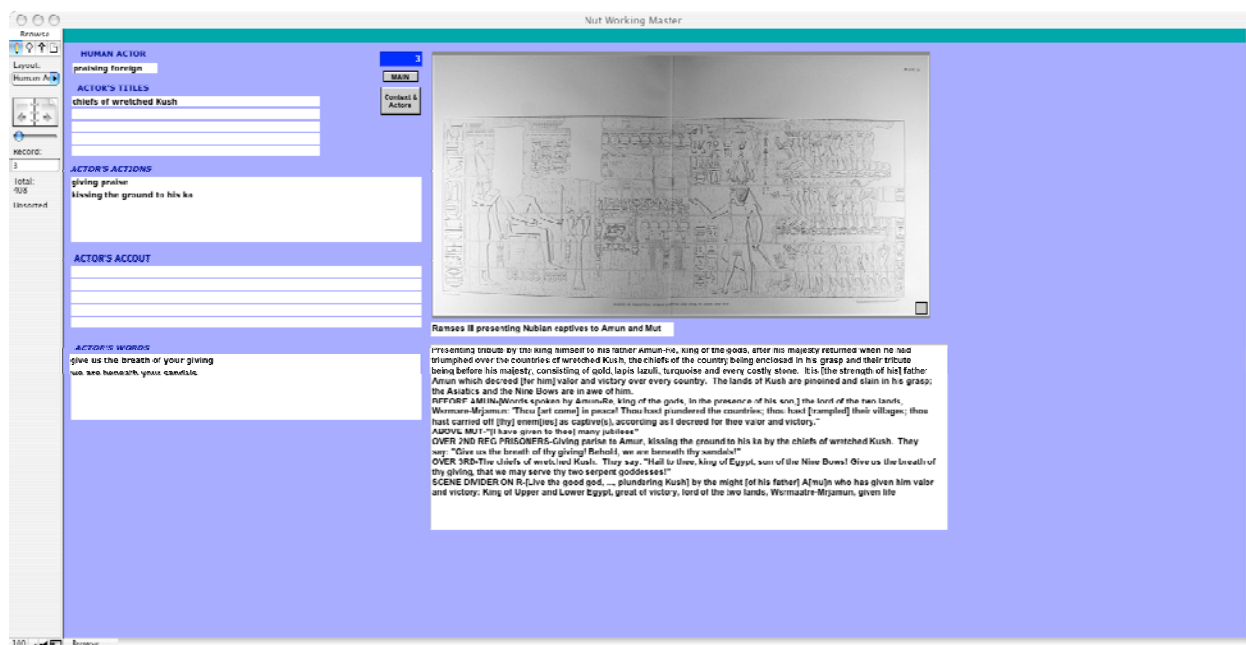 Nut Working Master
Browse
Layout:
Human A
Record:
3
Total:
408
Unsorted
HUMAN ACTOR
praising foreign
ACTOR'S TITLES
chiefs of wretched Kush
ACTOR'S ACTIONS
giving praise
kissing the ground to his ka
ACTOR'S ACCOUT
ACTOR'S WORDS
give us the breath of your giving
we are beneath your sandals
3
MAIN
Context &
Actors
Ramses III presenting Nubian captives to Amun and Mut
Presenting tribute by the king himself to his father Amun-Re, king of the gods, after his majesty returned when he had
triumphed over the countries of wretched Kush, the chiefs of the country being enclosed in his grasp and their tribute
being before his majesty, consisting of gold, lapis lazuli, turquoise and every costly stone. It is [the strength of his] father
Amun which decreed [for him] valor and victory over every country. The lands of Kush are pinoined and slain in his grasp;
the Asiatics and the Nine Bows are in awe of him.
BEFORE AMUN-[Words spoken by Amun-Re, king of the gods, in the presence of his son,] the lord of the two lands,
Wsrmare-Mrjamun: "Thou [art come] in peace! Thou hast plundered the countries; thou hast [trampled] their villages; thou
hast carried off [thy] enem[ies] as captive(s), according as I decreed for thee valor and victory."
ABOVE MUT-"[I have given to thee] many jubilees"
OVER 2ND REG PRISONERS-Giving parise to Amur, kissing the ground to his ka by the chiefs of wretched Kush. They
say: "Give us the breath of thy giving! Behold, we are beneath thy sandals!"
OVER 3RD-The chiefs of wretched Kush. They say. "Hail to thee, king of Egypt, sun of the Nine Bows! Give us the breath of
thy giving, that we may serve thy two serpent goddesses!"
SCENE DIVIDER ON R-[Live the good god, ..., plundering Kush] by the might [of his father] A[mu]n who has given him valor
and victory; King of Upper and Lower Egypt, great of victory, lord of the two lands, Wsrmaatre-Mrjamun, given life
100
Browse